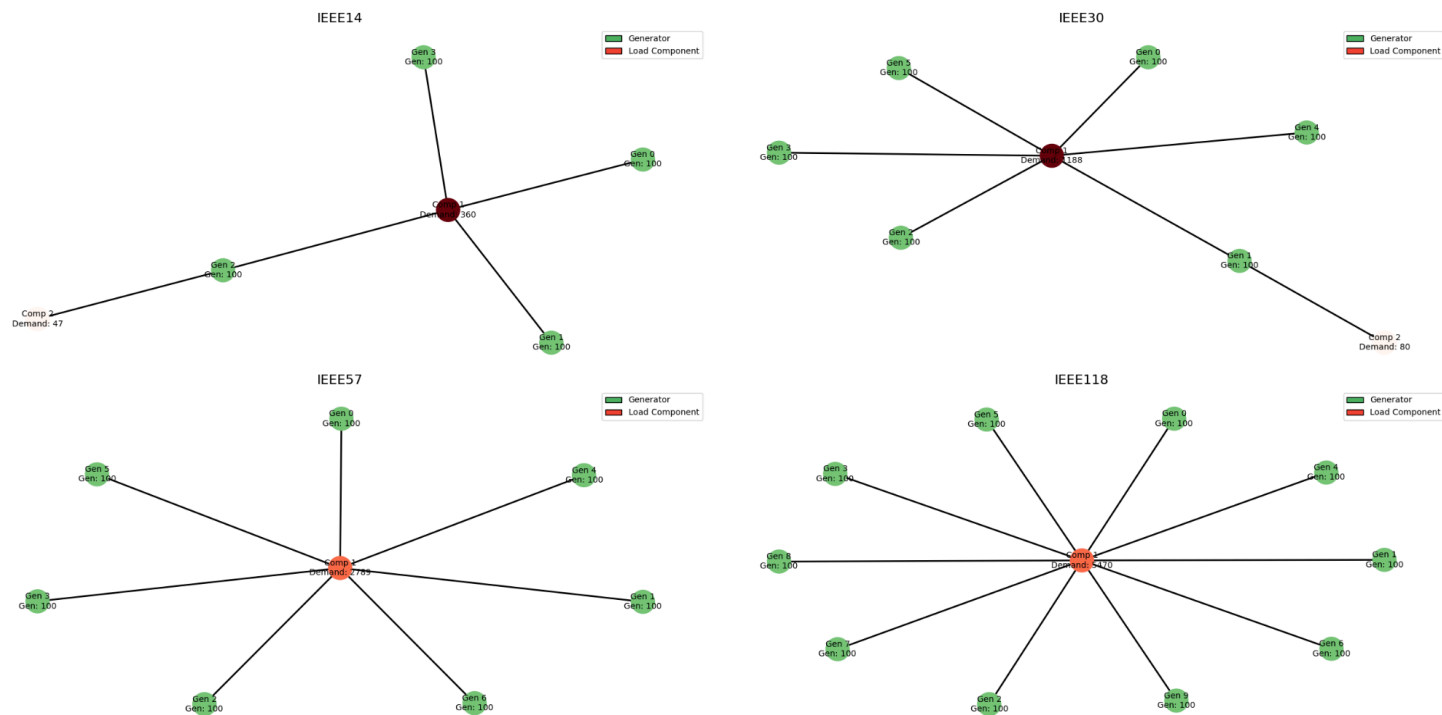 IEEE14
Generator
Load Component
Gen 3
Gen: 100
Gen 0
Gen: 100
Comp 1
Demand: 360
Gen 2
Gen: 100
Comp 2
Demand: 47
Gen 1
Gen: 100
IEEE30
Generator
Load Component
Gen 0
Gen: 100
Gen 5
Gen: 100
Gen 4
Gen: 100
Gen 3
Gen: 100
Comp 1
Demand: 1188
Gen 2
Gen: 100
Gen 1
Gen: 100
Comp 2
Demand: 80
IEEE57
Generator
Load Component
Gen 0
Gen: 100
Gen 5
Gen: 100
Gen 4
Gen: 100
Comp 1
Demand: 2789
Gen 3
Gen: 100
Gen 1
Gen: 100
Gen 2
Gen: 100
Gen 6
Gen: 100
IEEE118
Generator
Load Component
Gen 5
Gen: 100
Gen 0
Gen: 100
Gen 3
Gen: 100
Gen 4
Gen: 100
Gen 8
Gen: 100
Comp 1
Demand: 5470
Gen 1
Gen: 100
Gen 7
Gen: 100
Gen 6
Gen: 100
Gen 2
Gen: 100
Gen 9
Gen: 100